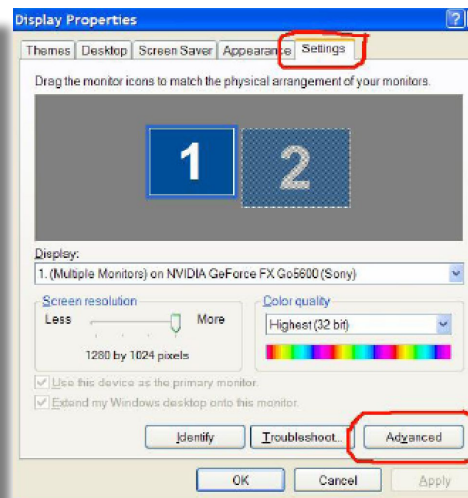 Display Properties
?
Themes Desktop Screen Saver Appearance Settings
Drag the monitor icons to match the physical arrangement of your monitors.
1 2
Display:
1. (Multiple Monitors) on NVIDIA GeForce FX Go5600 (Sony)
Screen resolution Color quality
Less More Highest (32 bit)
1280 by 1024 pixels
Use this device as the primary monitor.
Extend my Windows desktop onto this monitor.
Identify Troubleshoot... Advanced
OK Cancel Apply